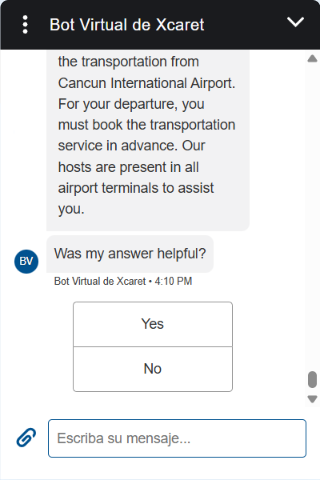 Bot Virtual de Xcaret
the transportation from
Cancun International Airport.
For your departure, you
must book the transportation
service in advance. Our
hosts are present in all
airport terminals to assist
you.
BV
Was my answer helpful?
Bot Virtual de Xcaret • 4:10 PM
Yes
No
Escriba su mensaje...